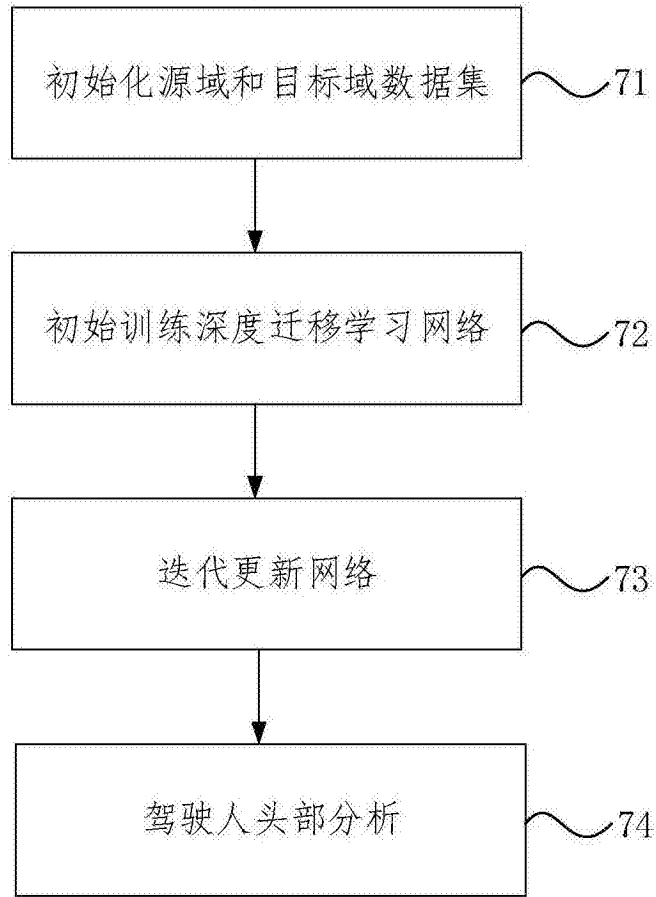 初始化源域和目标域数据集
71
初始训练深度迁移学习网络
72
迭代更新网络
73
驾驶人头部分析
74